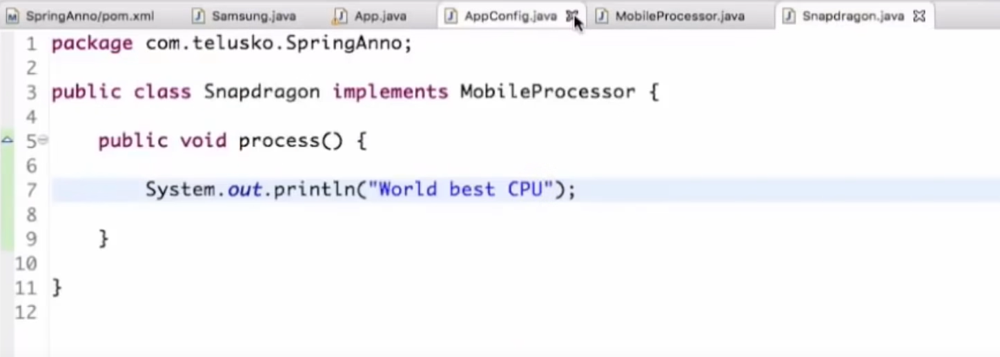 SpringAnno/pom.xml Samsung.java App.java AppConfig.java MobileProcessor.java Snapdragon.java
1 package com.telusko.SpringAnno;
2
3 public class Snapdragon implements MobileProcessor {
4
5 public void process() {
6
7 System.out.println("World best CPU");
8
9 }
10
11 }
12